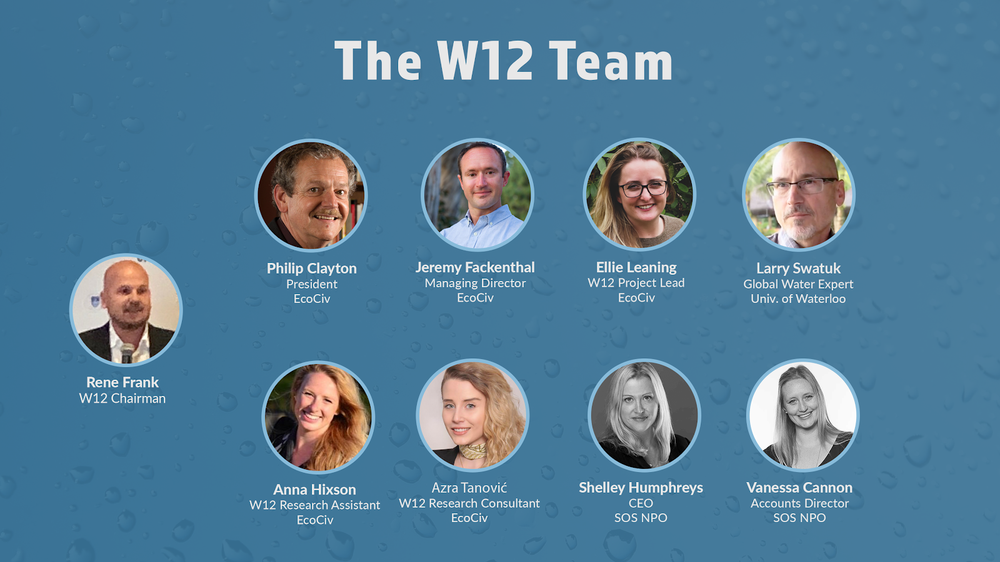 The W12 Team
Rene Frank
W12 Chairman
Philip Clayton
President
EcoCiv
Jeremy Fackenthal
Managing Director
EcoCiv
Ellie Leaning
W12 Project Lead
EcoCiv
Larry Swatuk
Global Water Expert
Univ. of Waterloo
Anna Hixson
W12 Research Assistant
EcoCiv
Azra Tanović
W12 Research Consultant
EcoCiv
Shelley Humphreys
CEO
SOS NPO
Vanessa Cannon
Accounts Director
SOS NPO